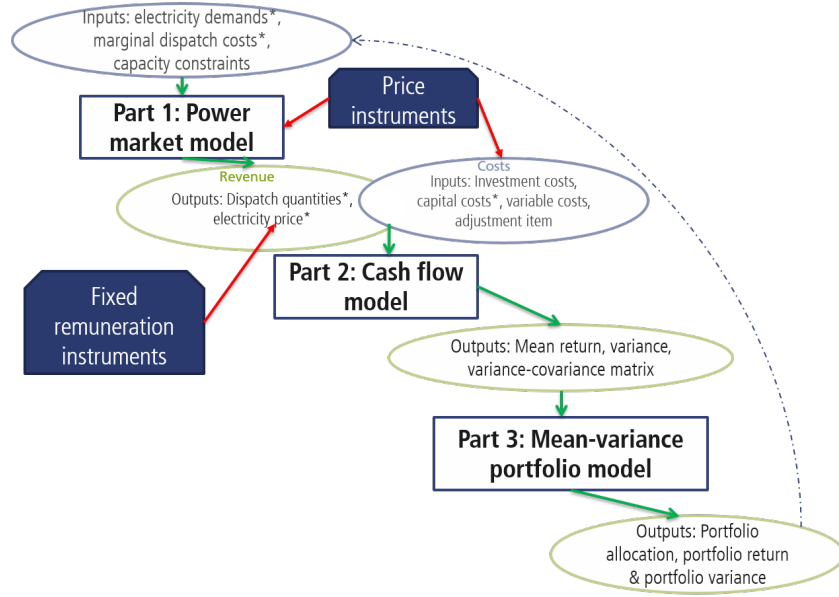 Inputs: electricity demands*,
marginal dispatch costs*,
capacity constraints
Price
instruments
Part 1: Power
market model
Revenue
Outputs: Dispatch quantities*,
electricity price*
Costs
Inputs: Investment costs,
capital costs*, variable costs,
adjustment item
Part 2: Cash flow
model
Fixed
remuneration
instruments
Outputs: Mean return, variance,
variance-covariance matrix
Part 3: Mean-variance
portfolio model
Outputs: Portfolio
allocation, portfolio return
& portfolio variance